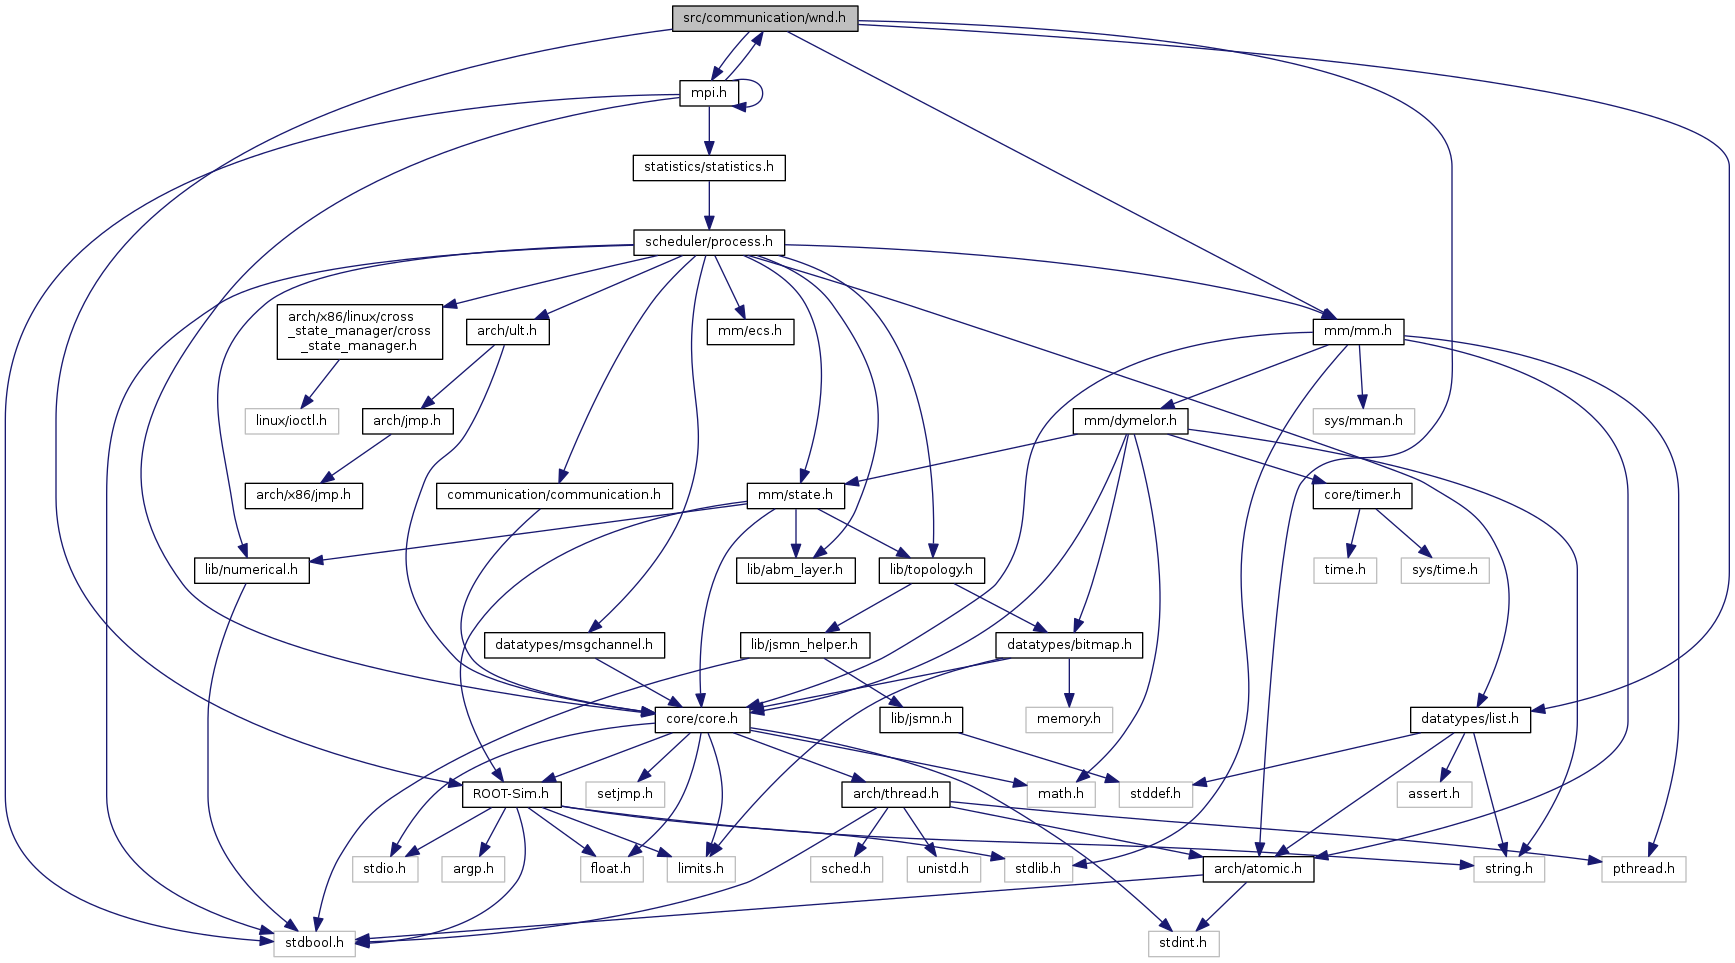 src/communication/wnd.h
mpi.h
statistics/statistics.h
scheduler/process.h
arch/x86/linux/cross
_state_manager/cross
_state_manager.h
arch/ult.h
mm/ecs.h
mm/mm.h
linux/ioctl.h
arch/jmp.h
mm/dymelor.h
sys/mman.h
arch/x86/jmp.h
communication/communication.h
mm/state.h
core/timer.h
lib/numerical.h
lib/abm_layer.h
lib/topology.h
time.h
sys/time.h
datatypes/msgchannel.h
lib/jsmn_helper.h
datatypes/bitmap.h
core/core.h
lib/jsmn.h
memory.h
datatypes/list.h
ROOT-Sim.h
setjmp.h
arch/thread.h
math.h
stddef.h
assert.h
stdio.h
argp.h
float.h
limits.h
sched.h
unistd.h
stdlib.h
arch/atomic.h
string.h
pthread.h
stdbool.h
stdint.h